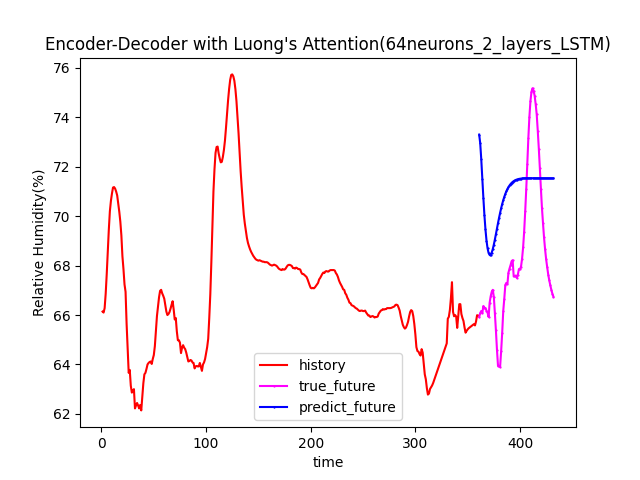 Encoder-Decoder with Luong's Attention(64neurons_2_layers_LSTM)
76
74
72
70
68
66
64
62
Relative Humidity(%)
history
true_future
predict_future
0 100 200 300 400
time